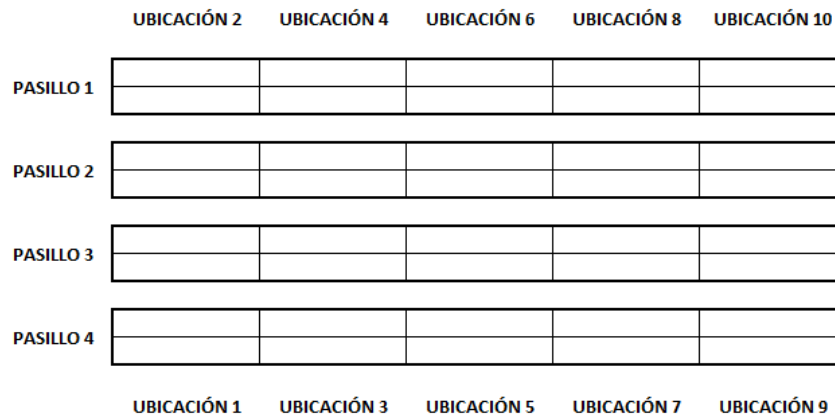 UBICACIÓN 2 UBICACIÓN 4 UBICACIÓN 6 UBICACIÓN 8 UBICACIÓN 10
PASILLO 1
PASILLO 2
PASILLO 3
PASILLO 4
UBICACIÓN 1 UBICACIÓN 3 UBICACIÓN 5 UBICACIÓN 7 UBICACIÓN 9